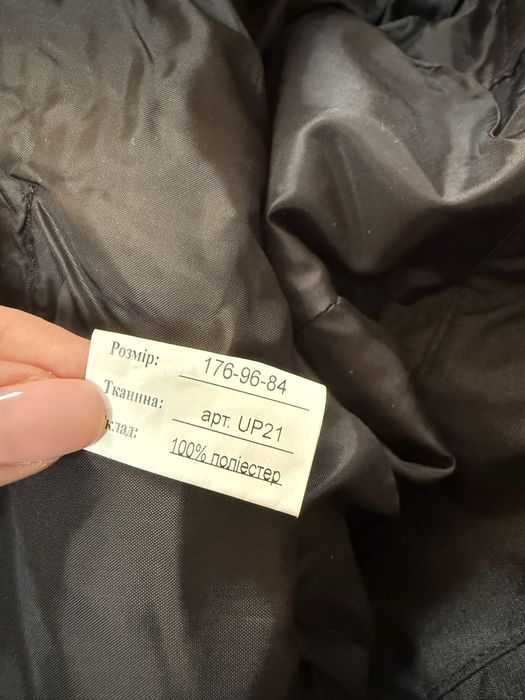 Розмір: 176-96-84
Тканина: арт. UP21
клад: 100% поліестер